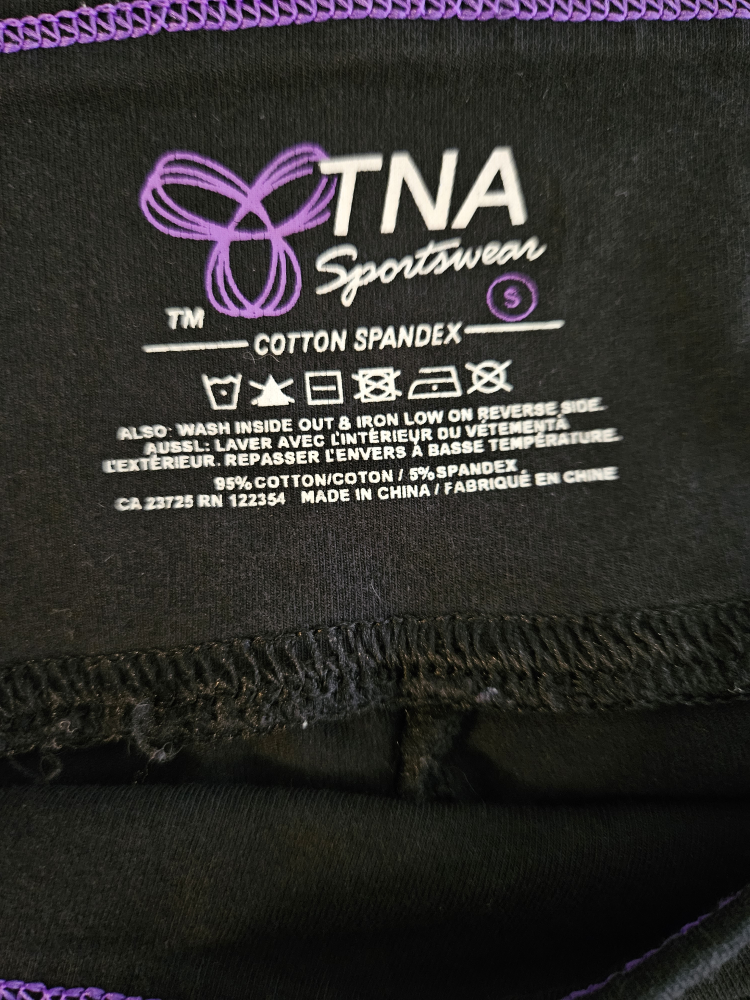 TNA
Sportswear
S
TM
COTTON SPANDEX
ALSO: WASH INSIDE OUT & IRON LOW ON REVERSE SIDE.
AUSSI.: LAVER AVEC L'INTÉRIEUR DU VÊTEMENTÀ
L'EXTÉRIEUR. REPASSER L'ENVERS À BASSE TEMPÉRATURE.
95% COTTON/COTON / 5% SPANDEX
CA 23725 RN 122354 MADE IN CHINA / FABRIQUÉ EN CHINE